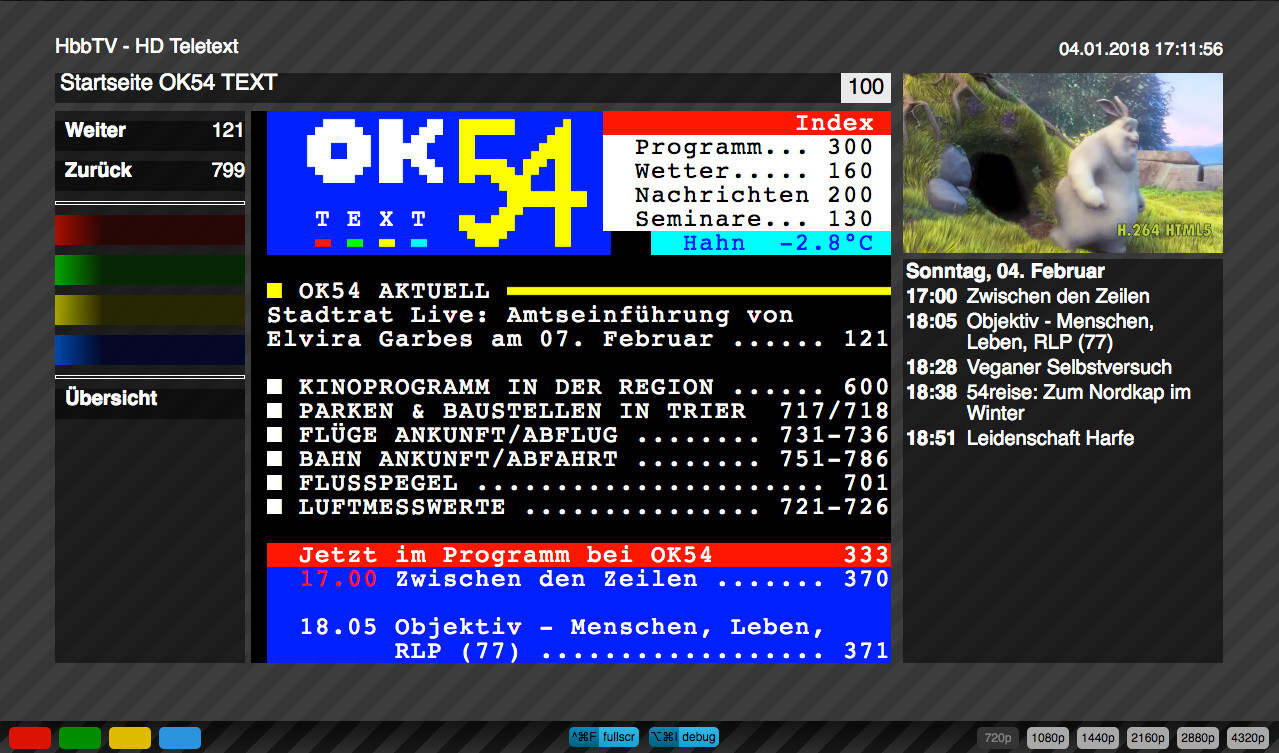 HbbTV - HD Teletext
04.01.2018 17:11:56
Startseite OK54 TEXT
100
Weiter 121
Zurück 799
Übersicht
OK54
TEXT
Index
Programm... 300
Wetter..... 160
Nachrichten 200
Seminare... 130
Hahn -2.8°C
OK54 AKTUELL
Stadtrat Live: Amtseinführung von
Elvira Garbes am 07. Februar ...... 121
KINOPROGRAMM IN DER REGION ...... 600
PARKEN & BAUSTELLEN IN TRIER 717/718
FLÜGE ANKUNFT/ABFLUG ........ 731-736
BAHN ANKUNFT/ABFAHRT ........ 751-786
FLUSSPEGEL ...................... 701
LUFTMESSWERTE ............... 721-726
Jetzt im Programm bei OK54 333
17.00 Zwischen den Zeilen ....... 370
18.05 Objektiv - Menschen, Leben,
RLP (77) .................. 371
H.264 HTML5
Sonntag, 04. Februar
17:00 Zwischen den Zeilen
18:05 Objektiv - Menschen,
Leben, RLP (77)
18:28 Veganer Selbstversuch
18:38 54reise: Zum Nordkap im
Winter
18:51 Leidenschaft Harfe
^⌘F fullscr
⌥⌘I debug
720p
1080p
1440p
2160p
2880p
4320p